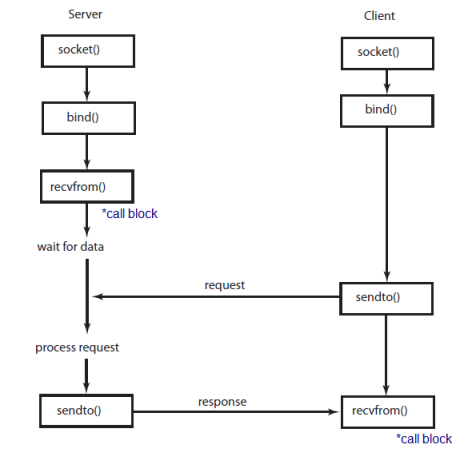 Server
Client
socket()
socket()
bind()
bind()
recvfrom()
*call block
wait for data
request
sendto()
process request
sendto()
response
recvfrom()
*call block